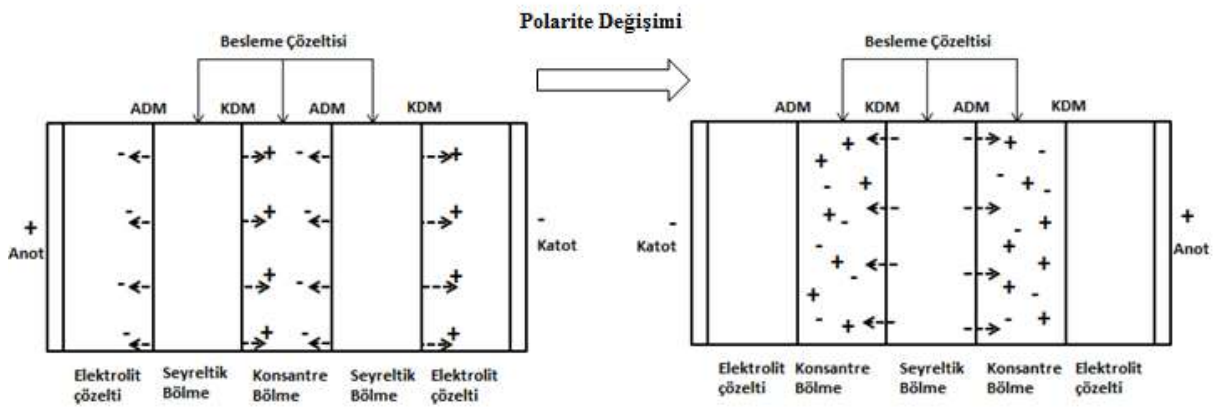 Polarite Değişimi
Besleme Çözeltisi
ADM KDM ADM KDM
+
Anot
-
Katot
Elektrolit çözelti
Seyreltik Bölme
Konsantre Bölme
Seyreltik Bölme
Elektrolit çözelti
Besleme Çözeltisi
ADM KDM ADM KDM
-
Katot
+
Anot
Elektrolit çözelti
Konsantre Bölme
Seyreltik Bölme
Konsantre Bölme
Elektrolit çözelti